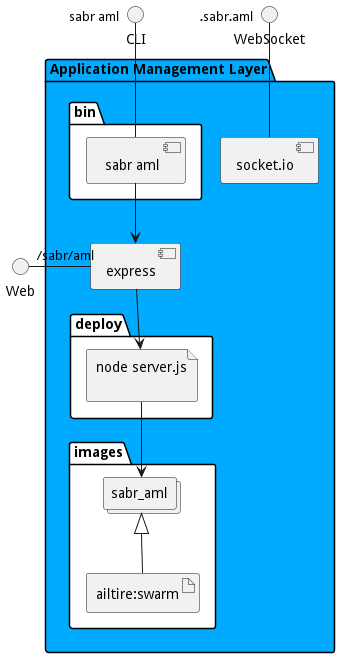 sabr aml
.sabr.aml
CLI
WebSocket
Application Management Layer
bin
sabr aml
socket.io
/sabr/aml
Web
express
deploy
node server.js
images
sabr_aml
ailtire:swarm